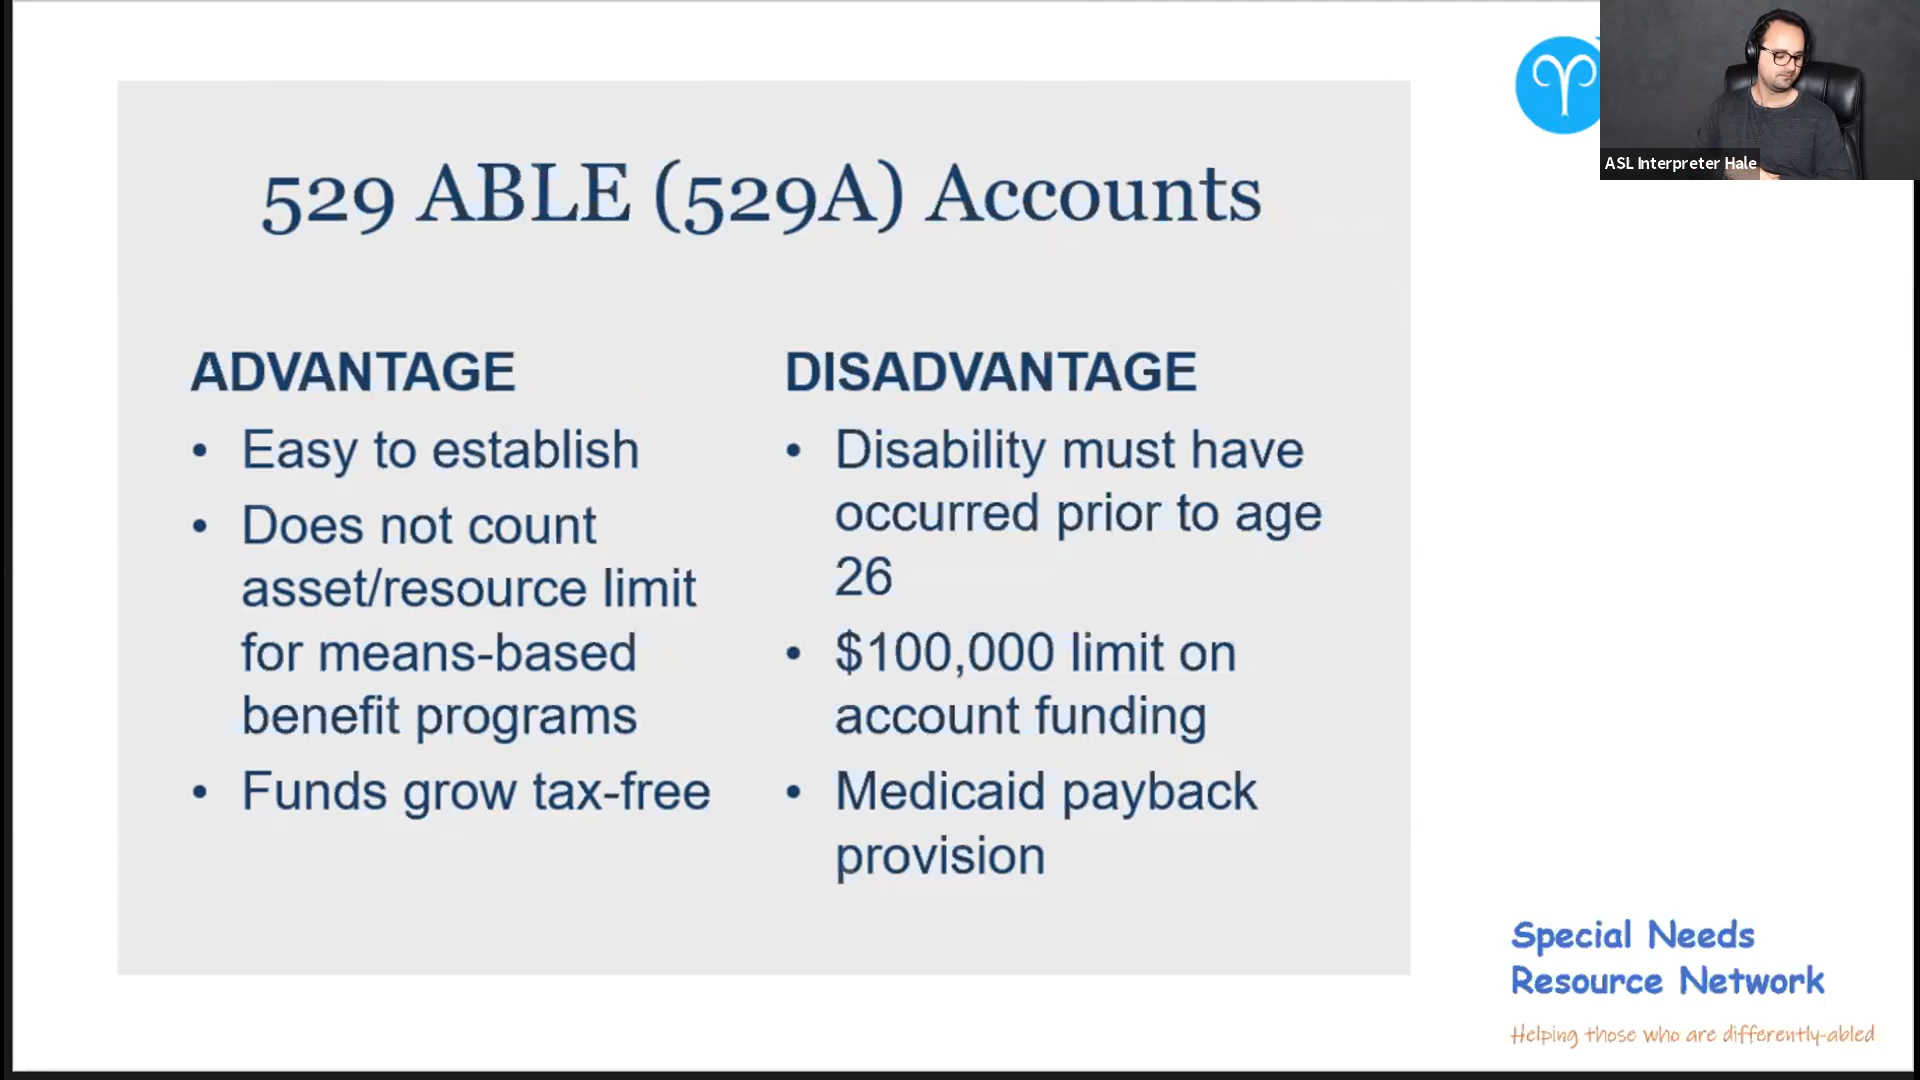 ASL Interpreter Hale
529 ABLE (529A) Accounts
ADVANTAGE
• Easy to establish
• Does not count
asset/resource limit
for means-based
benefit programs
• Funds grow tax-free
DISADVANTAGE
• Disability must have
occurred prior to age
26
• $100,000 limit on
account funding
• Medicaid payback
provision
Special Needs
Resource Network
Helping those who are differently-abled